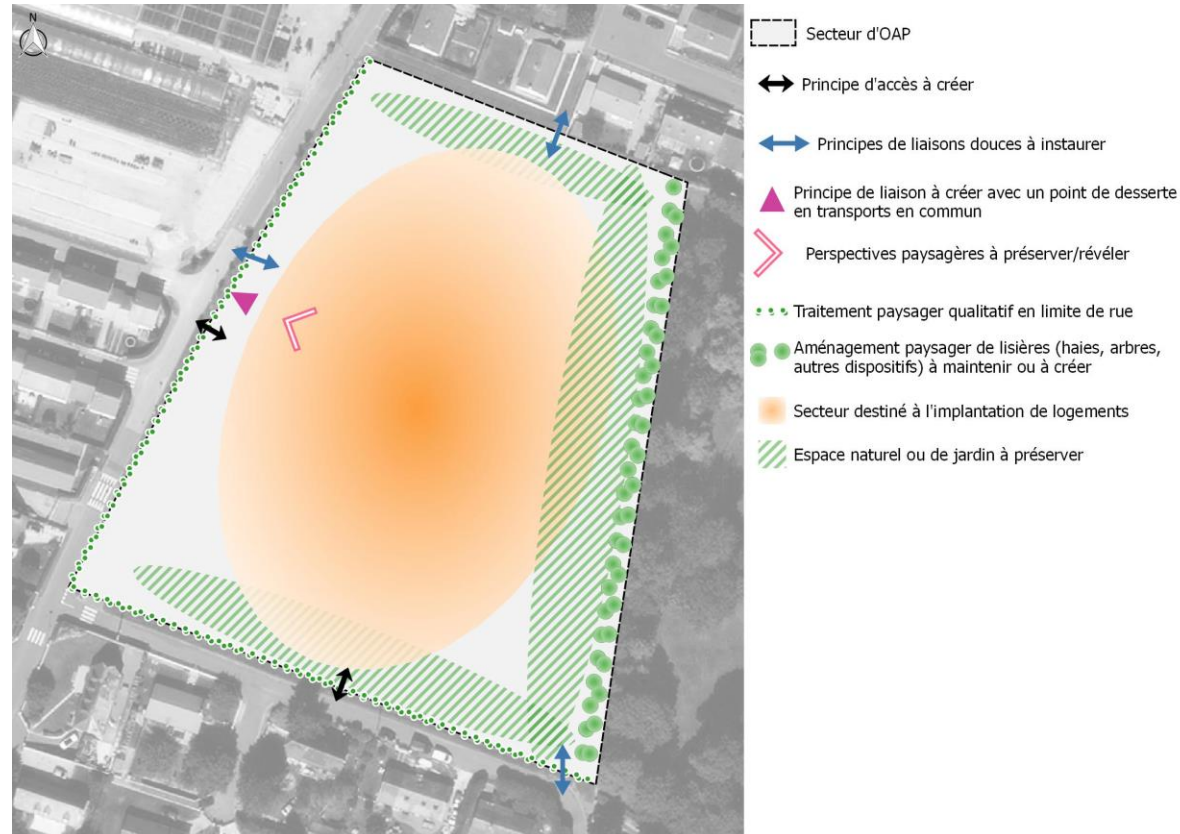 N
Secteur d'OAP
Principe d'accès à créer
Principes de liaisons douces à instaurer
Principe de liaison à créer avec un point de desserte
en transports en commun
Perspectives paysagères à préserver/révéler
Traitement paysager qualitatif en limite de rue
Aménagement paysager de lisières (haies, arbres,
autres dispositifs) à maintenir ou à créer
Secteur destiné à l'implantation de logements
Espace naturel ou de jardin à préserver